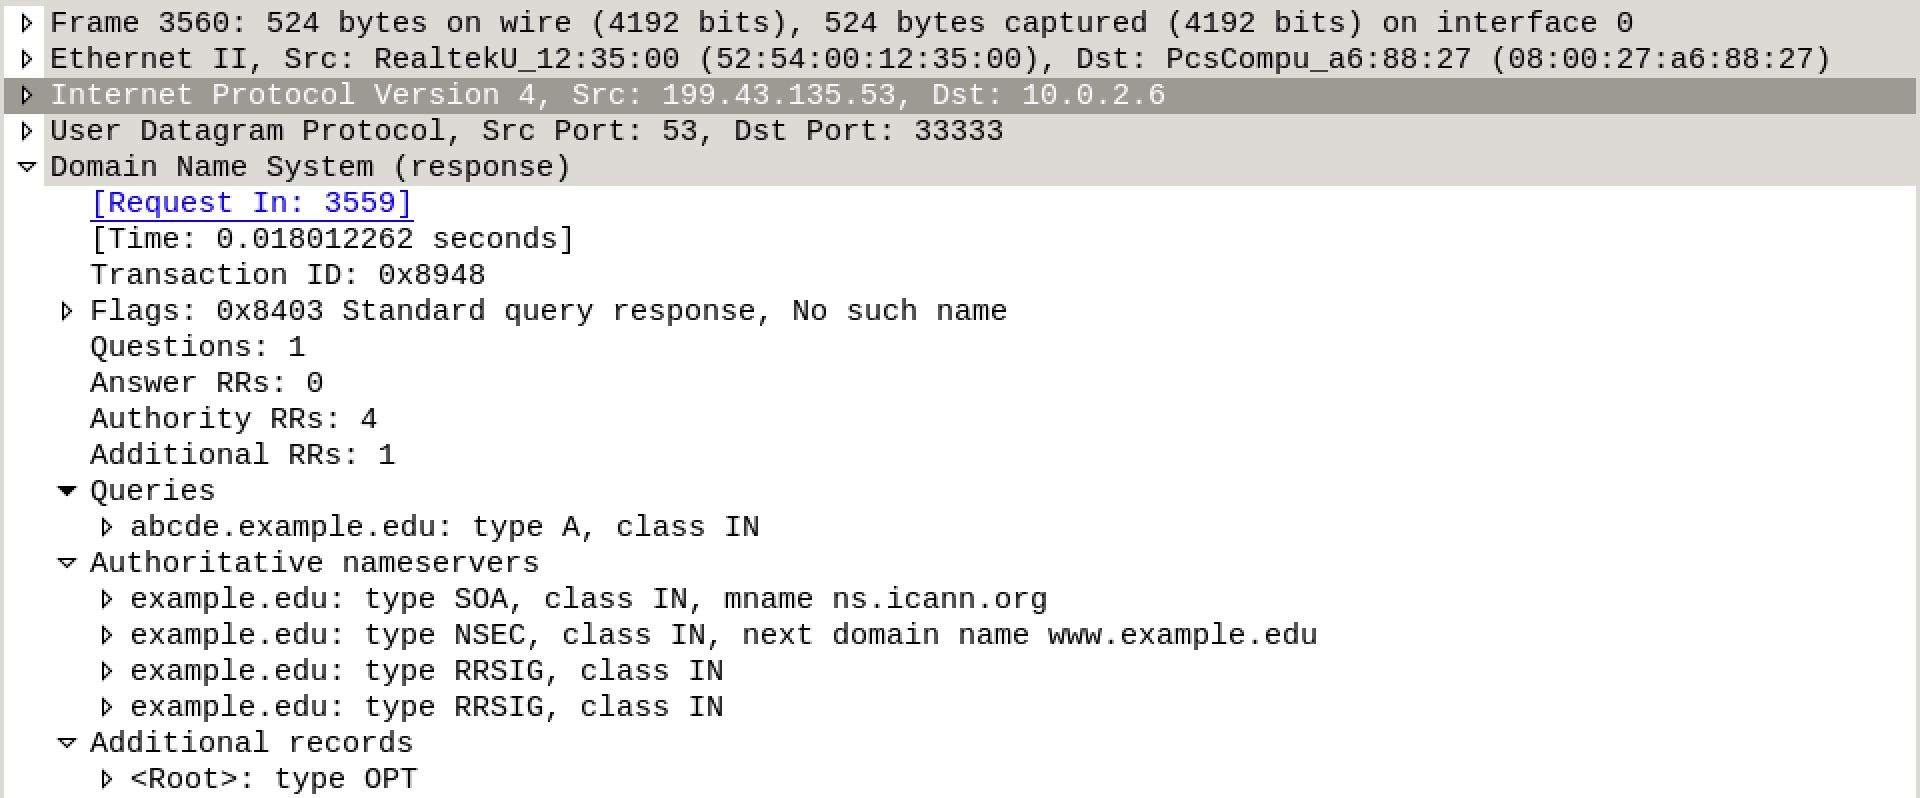 Frame 3560: 524 bytes on wire (4192 bits), 524 bytes captured (4192 bits) on interface 0
Ethernet II, Src: RealtekU_12:35:00 (52:54:00:12:35:00), Dst: PcsCompu_a6:88:27 (08:00:27:a6:88:27)
Internet Protocol Version 4, Src: 199.43.135.53, Dst: 10.0.2.6
User Datagram Protocol, Src Port: 53, Dst Port: 33333
Domain Name System (response)
[Request In: 3559]
[Time: 0.018012262 seconds]
Transaction ID: 0x8948
Flags: 0x8403 Standard query response, No such name
Questions: 1
Answer RRs: 0
Authority RRs: 4
Additional RRs: 1
Queries
abcde.example.edu: type A, class IN
Authoritative nameservers
example.edu: type SOA, class IN, mname ns.icann.org
example.edu: type NSEC, class IN, next domain name www.example.edu
example.edu: type RRSIG, class IN
example.edu: type RRSIG, class IN
Additional records
<Root>: type OPT